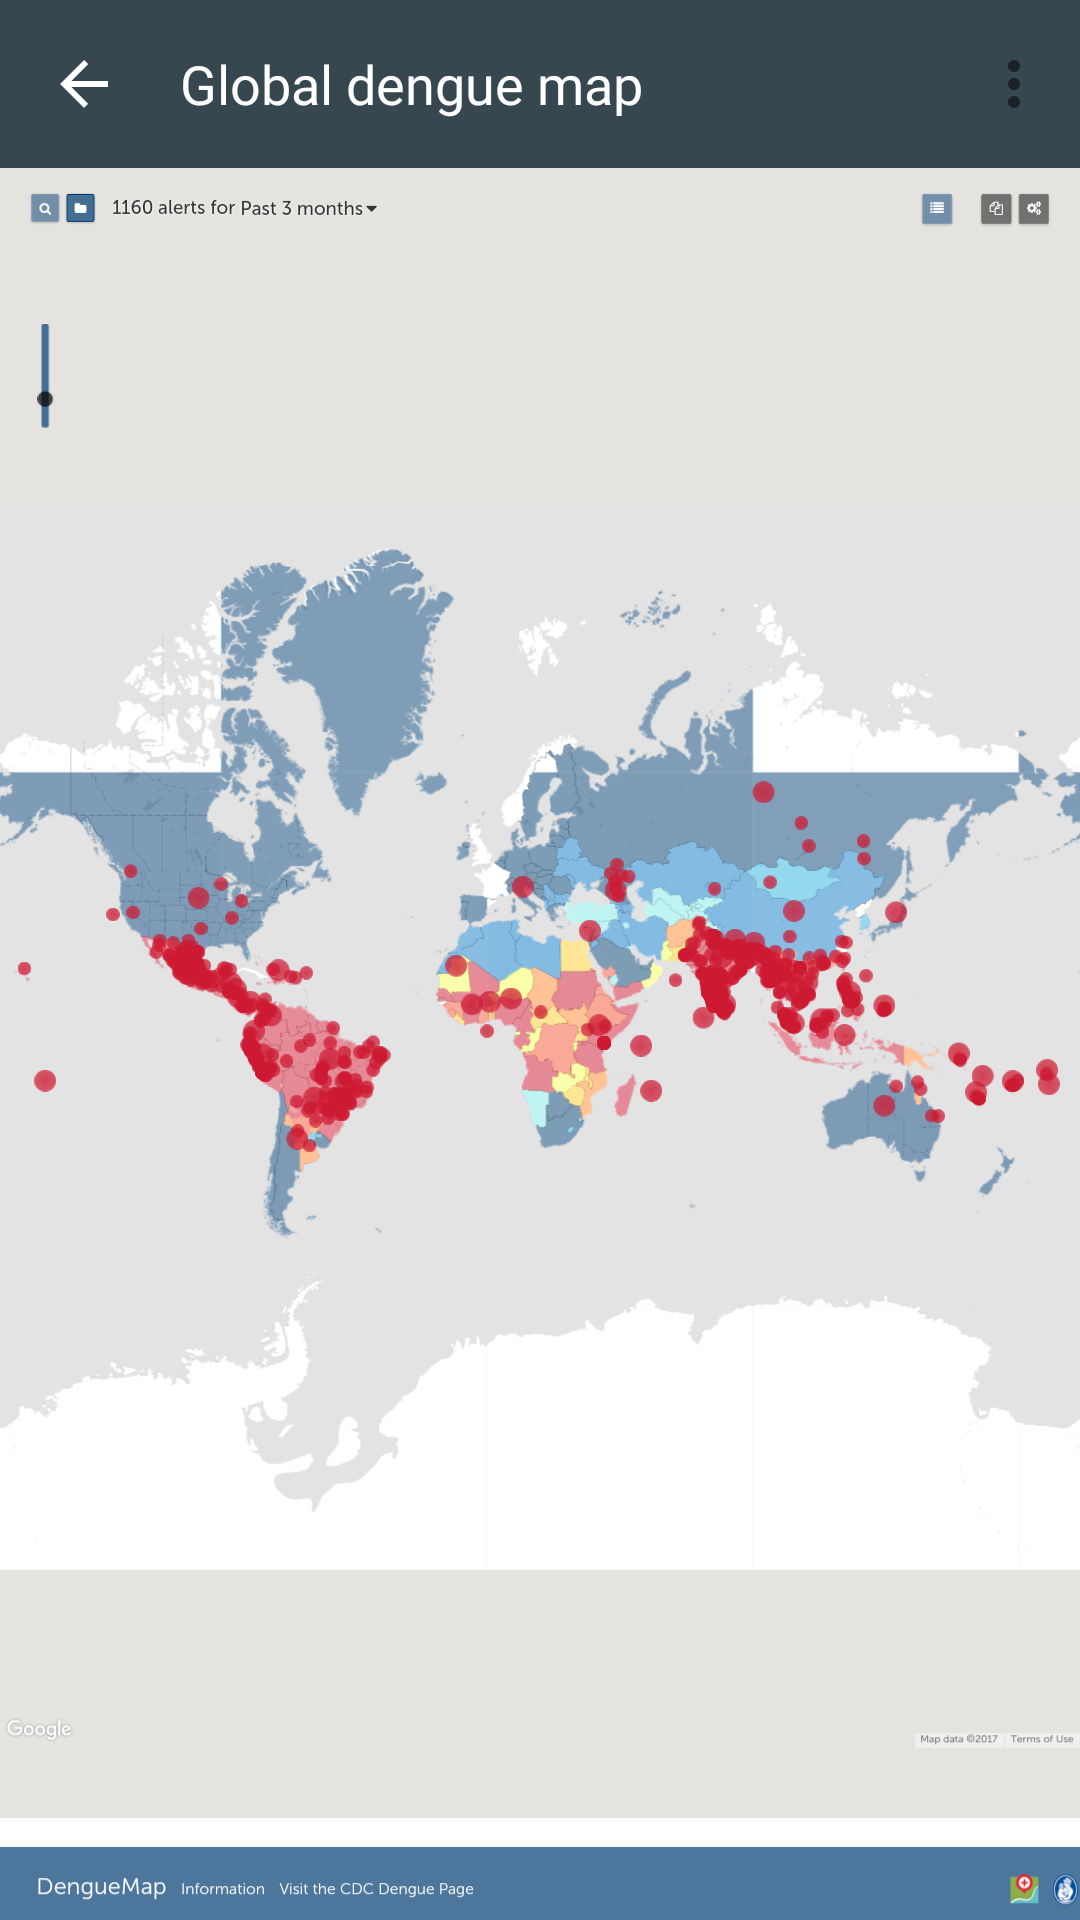 Global dengue map
1160 alerts for Past 3 months
Google
Map data ©2017 Terms of Use
DengueMap Information Visit the CDC Dengue Page